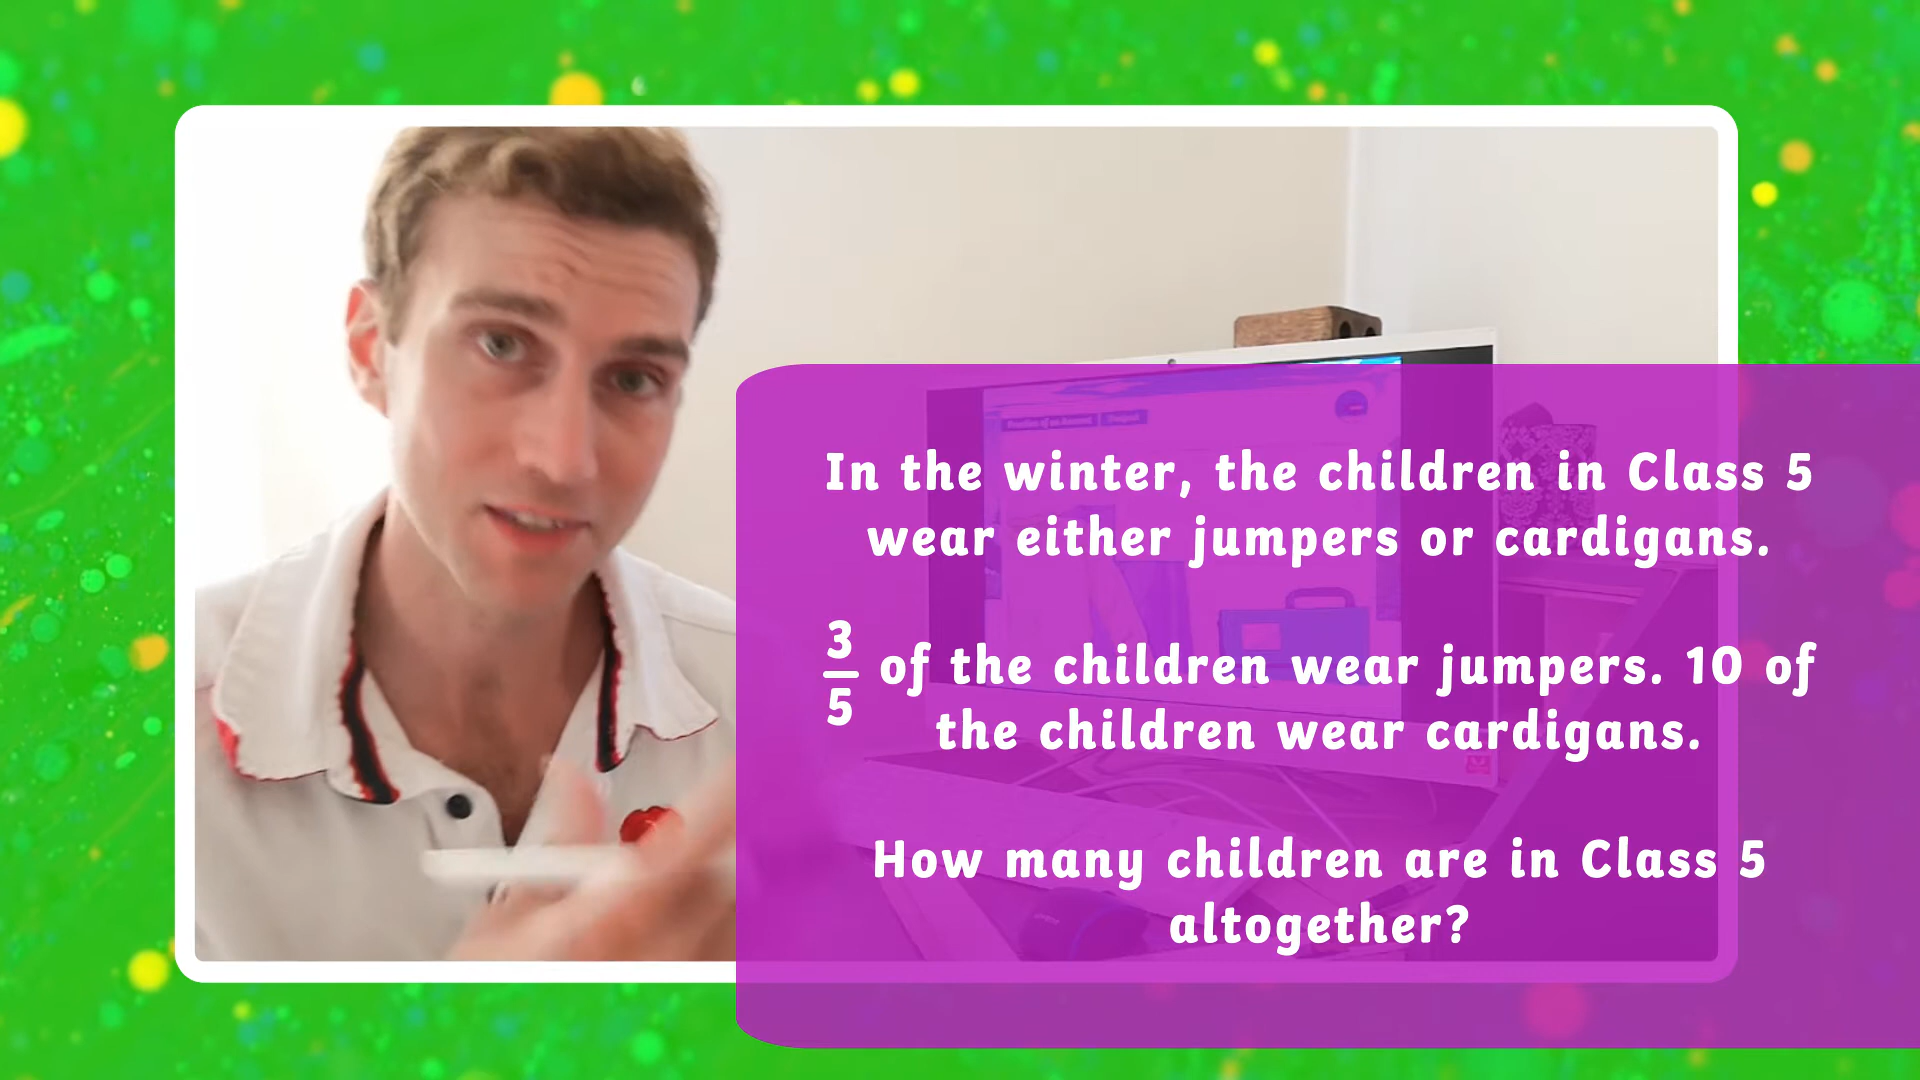 In the winter, the children in Class 5
wear either jumpers or cardigans.
3/5 of the children wear jumpers. 10 of
the children wear cardigans.
How many children are in Class 5
altogether?